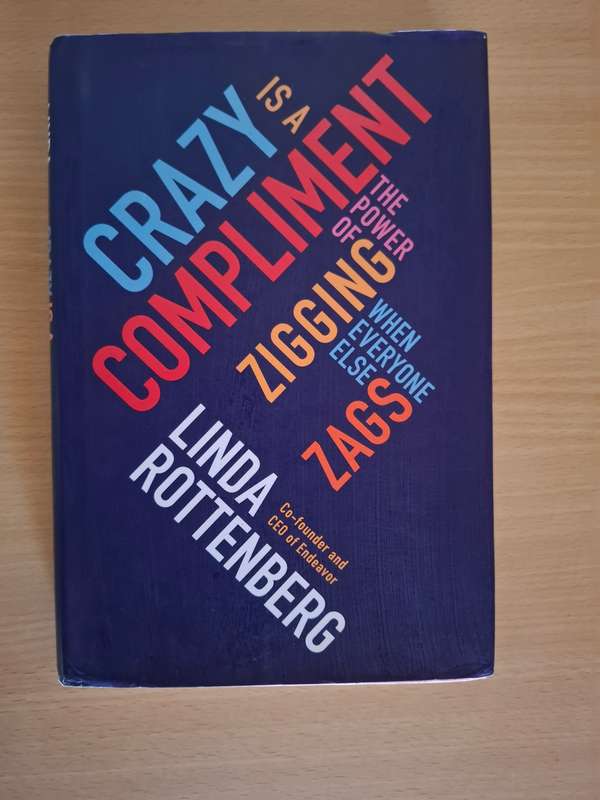 CRAZY
IS A
COMPLIMENT
THE
POWER
OF
ZIGGING
WHEN
EVERYONE
ELSE
ZAGS
LINDA
ROTTENBERG
Co-founder and
CEO of Endeavor